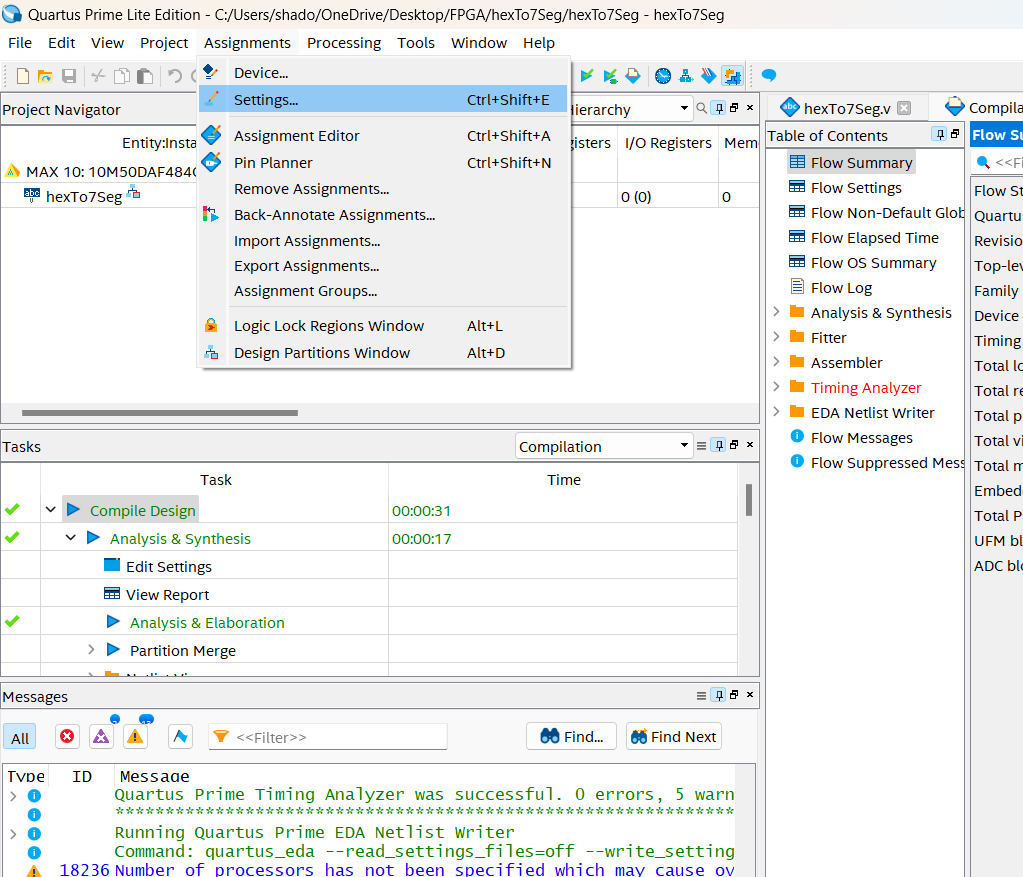 Quartus Prime Lite Edition - C:/Users/shado/OneDrive/Desktop/FPGA/hexTo7Seg/hexTo7Seg - hexTo7Seg
File Edit View Project Assignments Processing Tools Window Help
Device...
Settings... Ctrl+Shift+E
Assignment Editor Ctrl+Shift+A
Pin Planner Ctrl+Shift+N
Remove Assignments...
Back-Annotate Assignments...
Import Assignments...
Export Assignments...
Assignment Groups...
Logic Lock Regions Window Alt+L
Design Partitions Window Alt+D
Project Navigator
Hierarchy
Entity:Insta
isters I/O Registers Mem
MAX 10: 10M50DAF484C
abc hexTo7Seg
0 (0) 0
Tasks
Compilation
Task Time
Compile Design 00:00:31
Analysis & Synthesis 00:00:17
Edit Settings
View Report
Analysis & Elaboration
Partition Merge
Messages
All
<<Filter>>
Find... Find Next
Type ID Message
Quartus Prime Timing Analyzer was successful. 0 errors, 5 warn
**************************************************************
Running Quartus Prime EDA Netlist Writer
Command: quartus_eda --read_settings_files=off --write_setting
18236 Number of processors has not been specified which may cause ov
abc hexTo7Seg.v
Compila
Table of Contents
Flow Summary
Flow Settings
Flow Non-Default Glob
Flow Elapsed Time
Flow OS Summary
Flow Log
Analysis & Synthesis
Fitter
Assembler
Timing Analyzer
EDA Netlist Writer
Flow Messages
Flow Suppressed Mess
Flow Su
<<Fi
Flow St
Quartu
Revisio
Top-lev
Family
Device
Timing
Total lo
Total re
Total p
Total vi
Total m
Embed
Total P
UFM bl
ADC blo